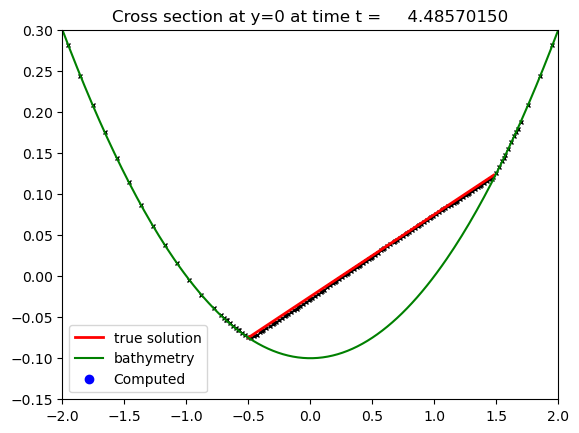 Cross section at y=0 at time t =     4.48570150
0.30
0.25
0.20
0.15
0.10
0.05
0.00
−0.05
−0.10
−0.15
true solution
bathymetry
Computed
−2.0 −1.5 −1.0 −0.5 0.0 0.5 1.0 1.5 2.0